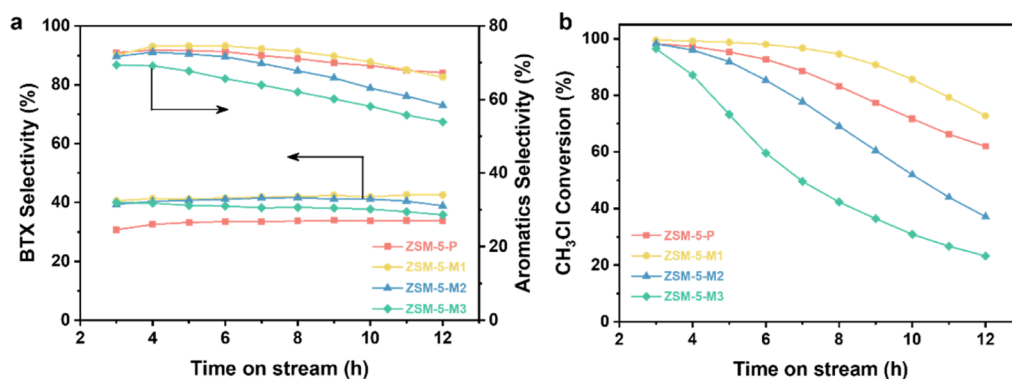 a
BTX Selectivity (%)
100
80
60
40
20
0
Aromatics Selectivity (%)
80
60
40
20
0
ZSM-5-P
ZSM-5-M1
ZSM-5-M2
ZSM-5-M3
2 4 6 8 10 12
Time on stream (h)
b
CH₃Cl Conversion (%)
100
80
60
40
20
0
ZSM-5-P
ZSM-5-M1
ZSM-5-M2
ZSM-5-M3
2 4 6 8 10 12
Time on stream (h)